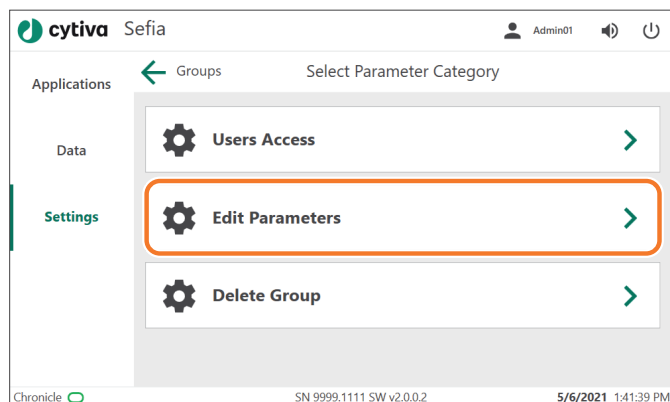 cytiva Sefia
Admin01
Applications
Groups
Select Parameter Category
Users Access
Data
Settings
Edit Parameters
Delete Group
Chronicle
SN 9999.1111 SW v2.0.0.2
5/6/2021 1:41:39 PM